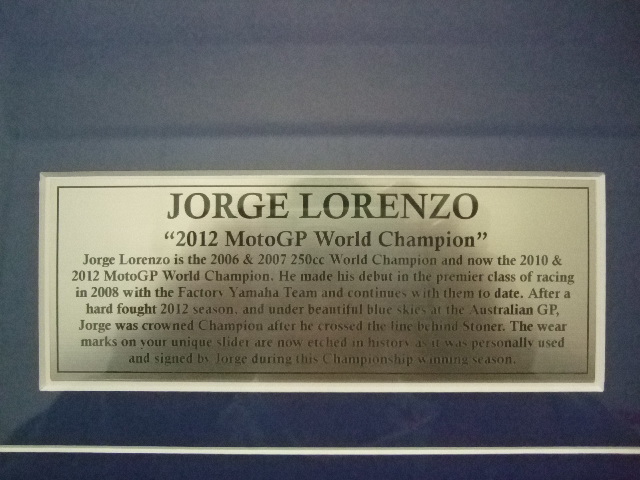 JORGE LORENZO
“2012 MotoGP World Champion”
Jorge Lorenzo is the 2006 & 2007 250cc World Champion and now the 2010 &
2012 MotoGP World Champion. He made his debut in the premier class of racing
in 2008 with the Factory Yamaha Team and continues with them to date. After a
hard fought 2012 season, and under beautiful blue skies at the Australian GP,
Jorge was crowned Champion after he crossed the line behind Stoner. The wear
marks on your unique slider are now etched in history as it was personally used
and signed by Jorge during this Championship winning season.